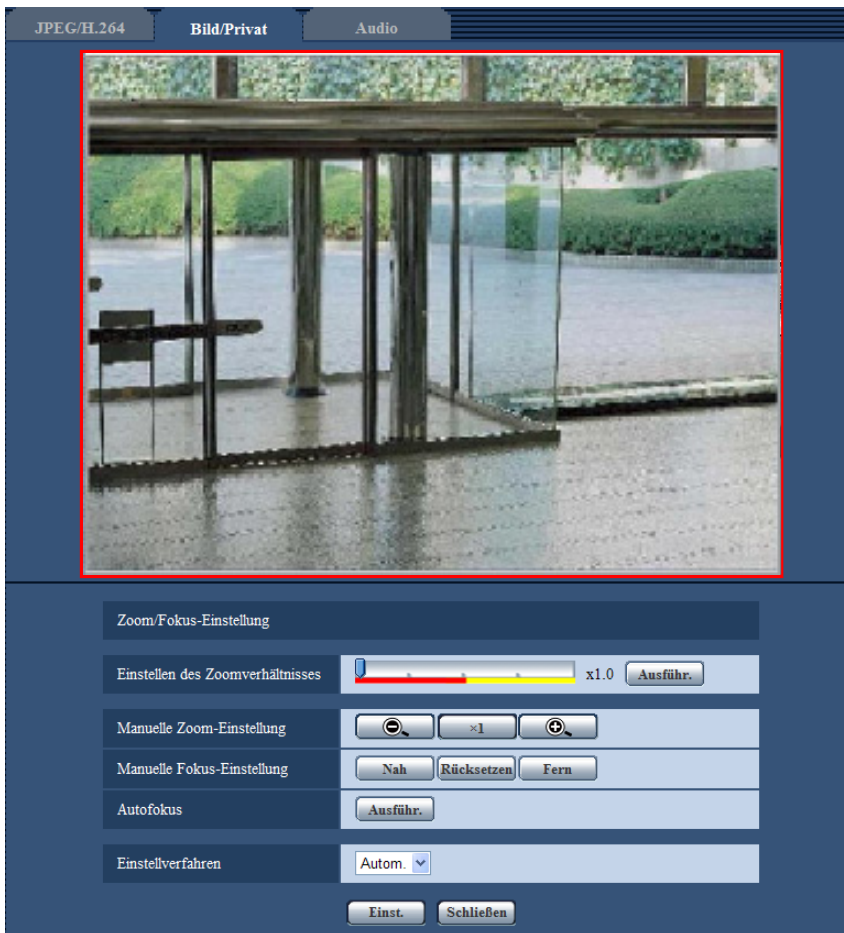 JPEG/H.264 Bild/Privat Audio
Zoom/Fokus-Einstellung
Einstellen des Zoomverhältnisses x1.0 Ausführ.
Manuelle Zoom-Einstellung ×1
Manuelle Fokus-Einstellung Nah Rücksetzen Fern
Autofokus Ausführ.
Einstellverfahren Autom.
Einst. Schließen